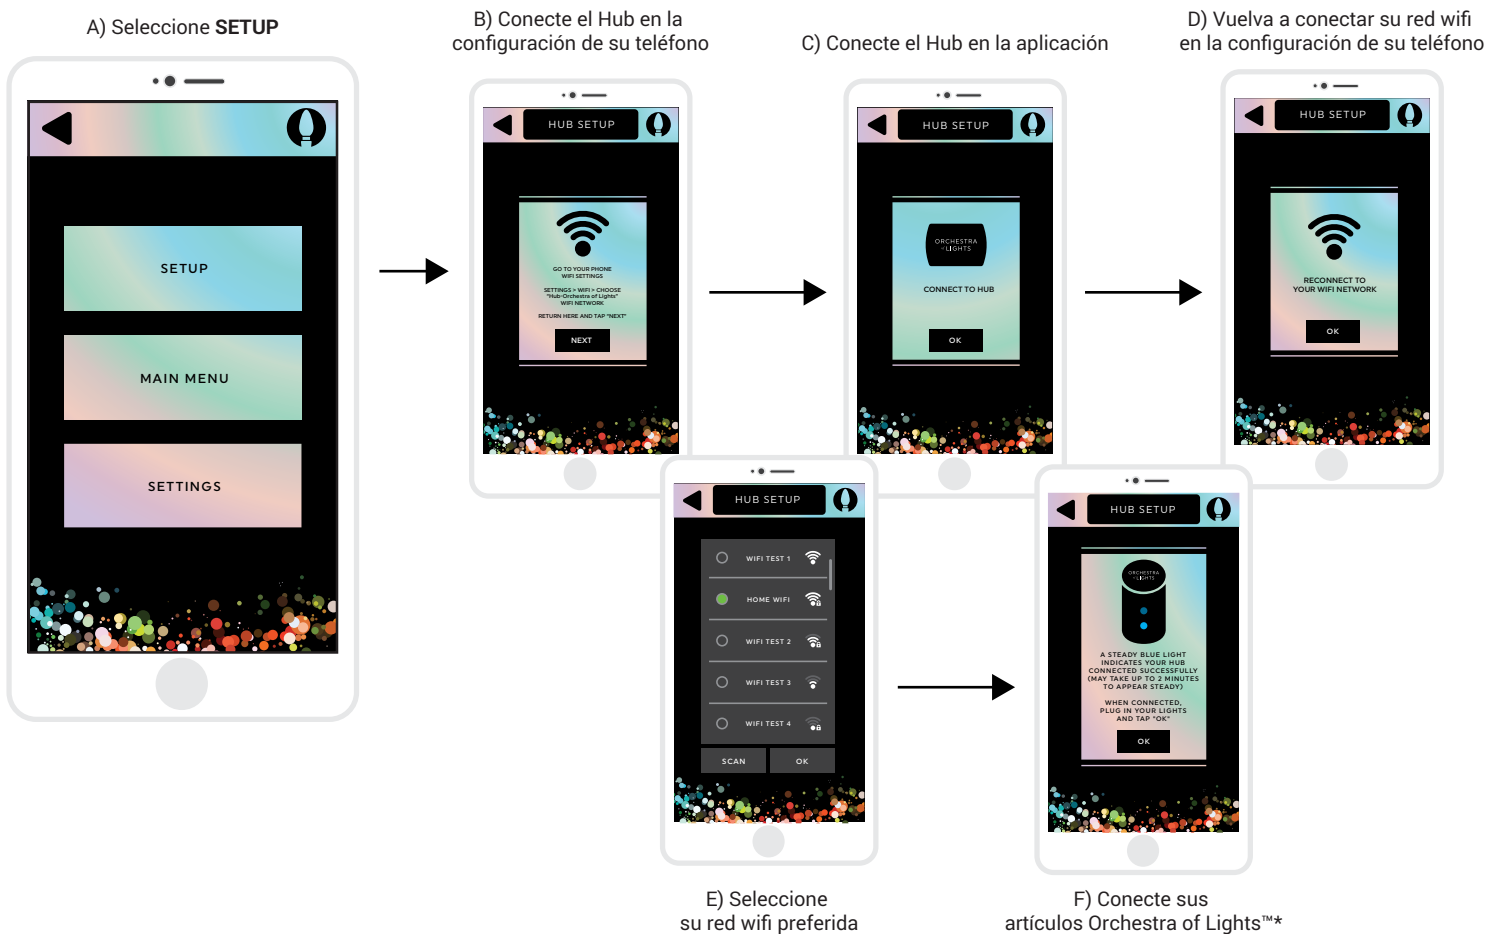 A) Seleccione SETUP
SETUP
MAIN MENU
SETTINGS
B) Conecte el Hub en la
configuración de su teléfono
HUB SETUP
GO TO YOUR PHONE
WIFI SETTINGS
SETTINGS > WIFI > CHOOSE
"Hub-Orchestra of Lights"
WIFI NETWORK
RETURN HERE AND TAP "NEXT"
NEXT
C) Conecte el Hub en la aplicación
HUB SETUP
ORCHESTRA
of LIGHTS
CONNECT TO HUB
OK
D) Vuelva a conectar su red wifi
en la configuración de su teléfono
HUB SETUP
RECONNECT TO
YOUR WIFI NETWORK
OK
HUB SETUP
WIFI TEST 1
HOME WIFI
WIFI TEST 2
WIFI TEST 3
WIFI TEST 4
SCAN OK
E) Seleccione
su red wifi preferida
HUB SETUP
ORCHESTRA
of LIGHTS
A STEADY BLUE LIGHT
INDICATES YOUR HUB
CONNECTED SUCCESSFULLY
(MAY TAKE UP TO 2 MINUTES
TO APPEAR STEADY)
WHEN CONNECTED,
PLUG IN YOUR LIGHTS
AND TAP "OK"
OK
F) Conecte sus
artículos Orchestra of Lights™*